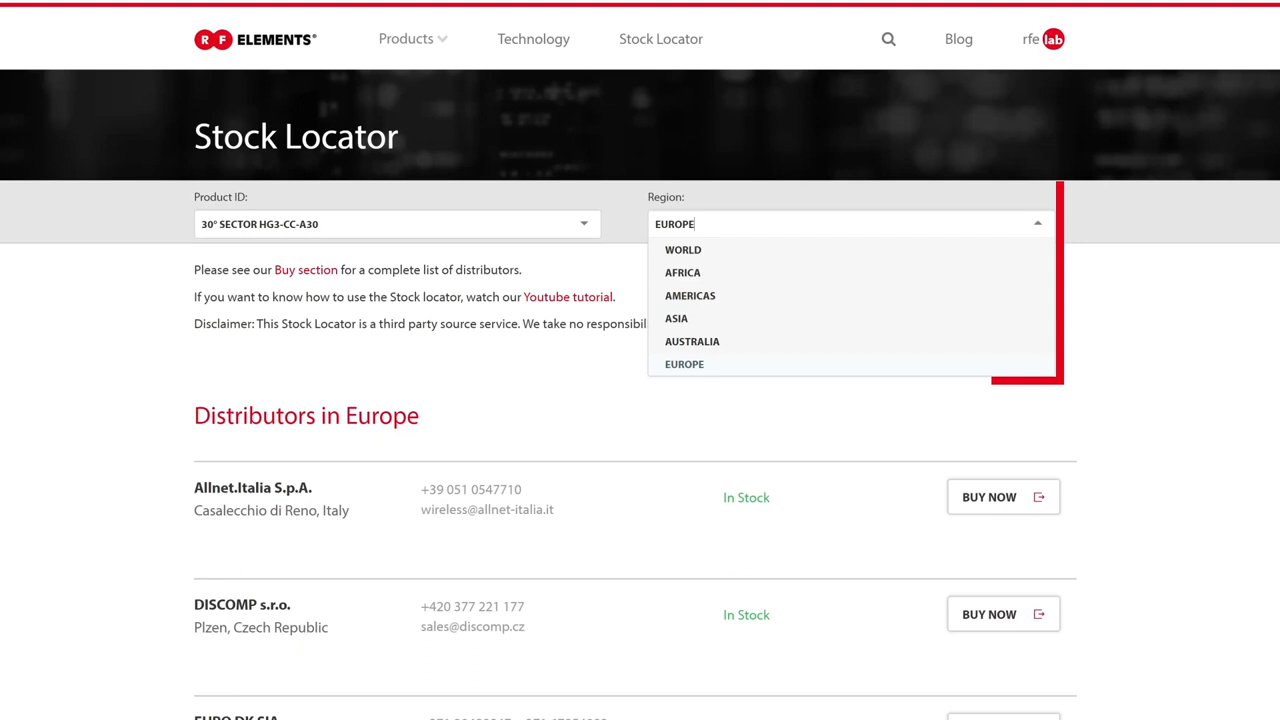 RF ELEMENTS®
Products
Technology
Stock Locator
Blog
rfe lab
Stock Locator
Product ID:
Region:
30° SECTOR HG3-CC-A30
EUROPE
WORLD
AFRICA
AMERICAS
ASIA
AUSTRALIA
EUROPE
Please see our Buy section for a complete list of distributors.
If you want to know how to use the Stock locator, watch our Youtube tutorial.
Disclaimer: This Stock Locator is a third party source service. We take no responsibil
Distributors in Europe
Allnet.Italia S.p.A.
Casalecchio di Reno, Italy
+39 051 0547710
wireless@allnet-italia.it
In Stock
BUY NOW
DISCOMP s.r.o.
Plzen, Czech Republic
+420 377 221 177
sales@discomp.cz
In Stock
BUY NOW
EURO DK SIA